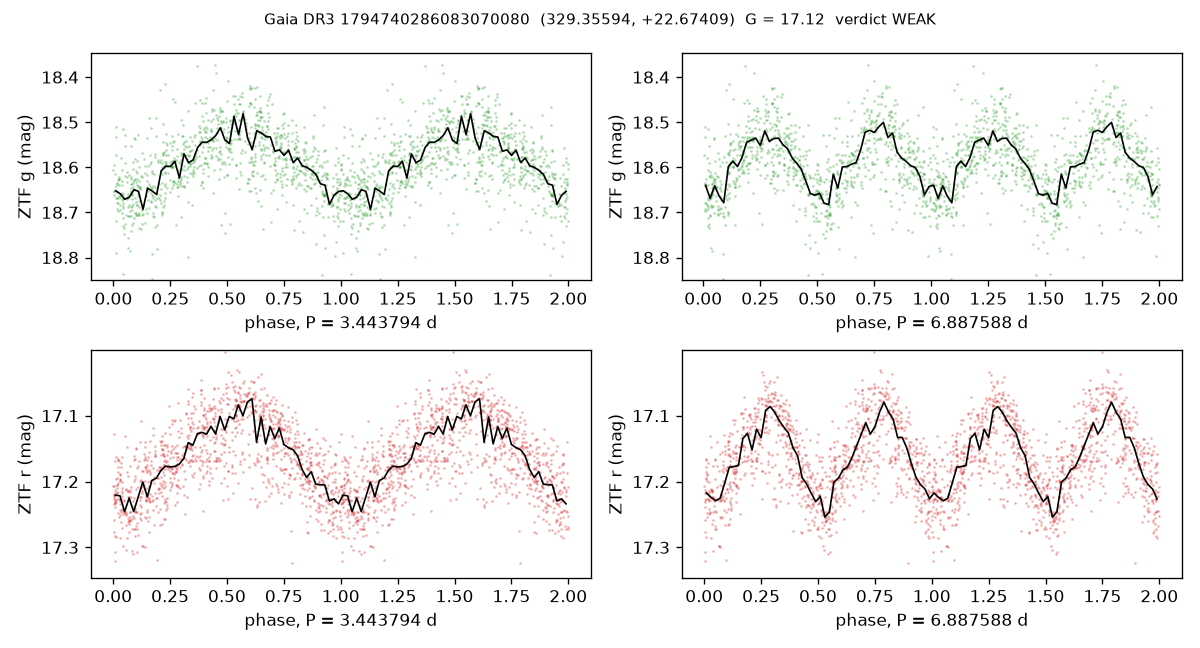 Gaia DR3 1794740286083070080 (329.35594, +22.67409) G = 17.12 verdict WEAK
ZTF g (mag)
18.4
18.5
18.6
18.7
18.8
0.00 0.25 0.50 0.75 1.00 1.25 1.50 1.75 2.00
phase, P = 3.443794 d
ZTF g (mag)
18.4
18.5
18.6
18.7
18.8
0.00 0.25 0.50 0.75 1.00 1.25 1.50 1.75 2.00
phase, P = 6.887588 d
ZTF r (mag)
17.1
17.2
17.3
0.00 0.25 0.50 0.75 1.00 1.25 1.50 1.75 2.00
phase, P = 3.443794 d
ZTF r (mag)
17.1
17.2
17.3
0.00 0.25 0.50 0.75 1.00 1.25 1.50 1.75 2.00
phase, P = 6.887588 d